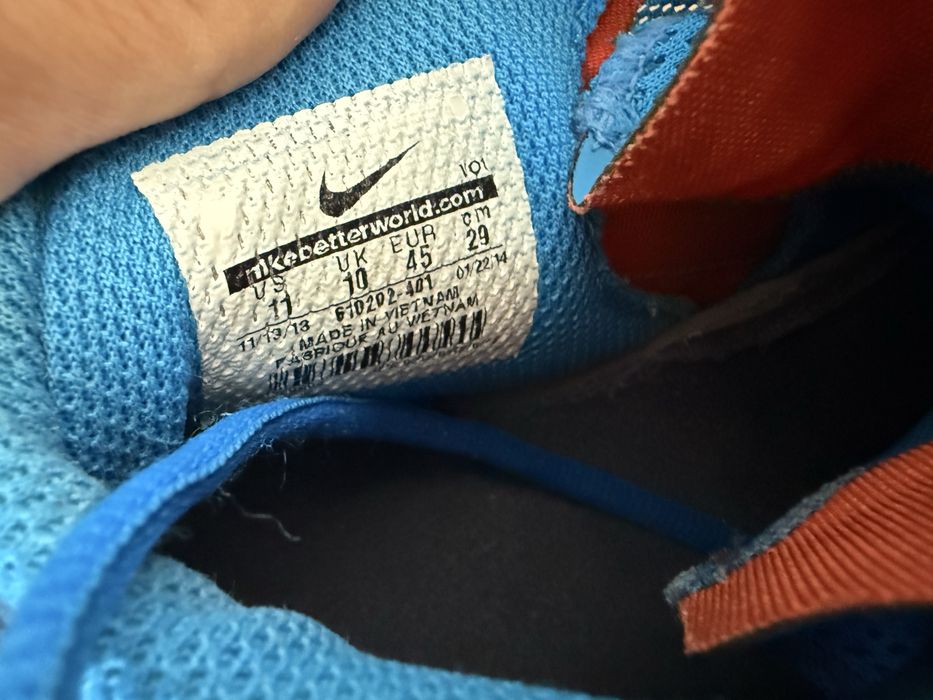 101
nikebetterworld.com
US UK EUR cm
11 10 45 29
610202-401
11/13/13 01/22/14
MADE IN VIETNAM
FABRIQUE AU VIETNAM